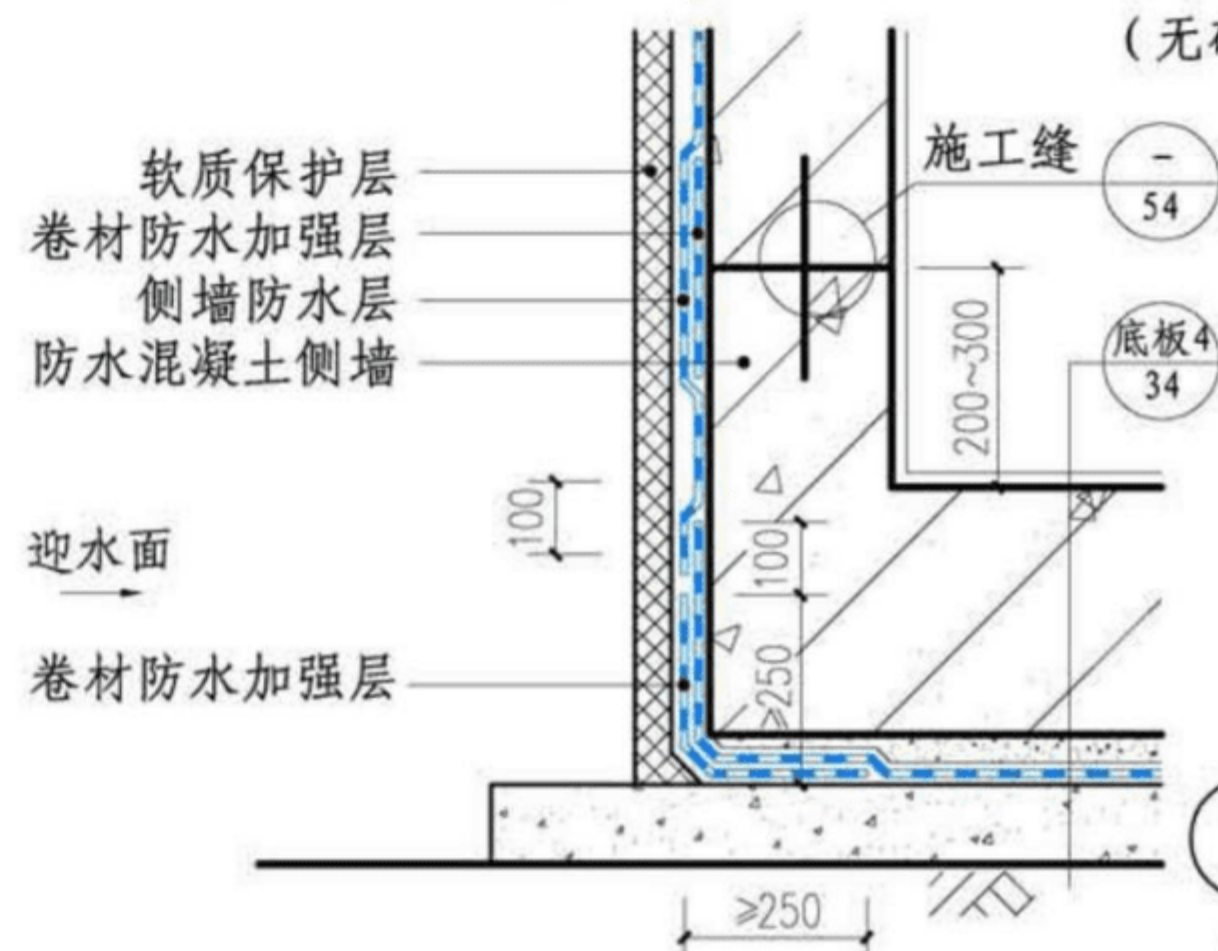 （无
软质保护层
卷材防水加强层
侧墙防水层
防水混凝土侧墙
施工缝
-
54
200~300
底板4
34
100
100
迎水面
卷材防水加强层
≥250
≥250